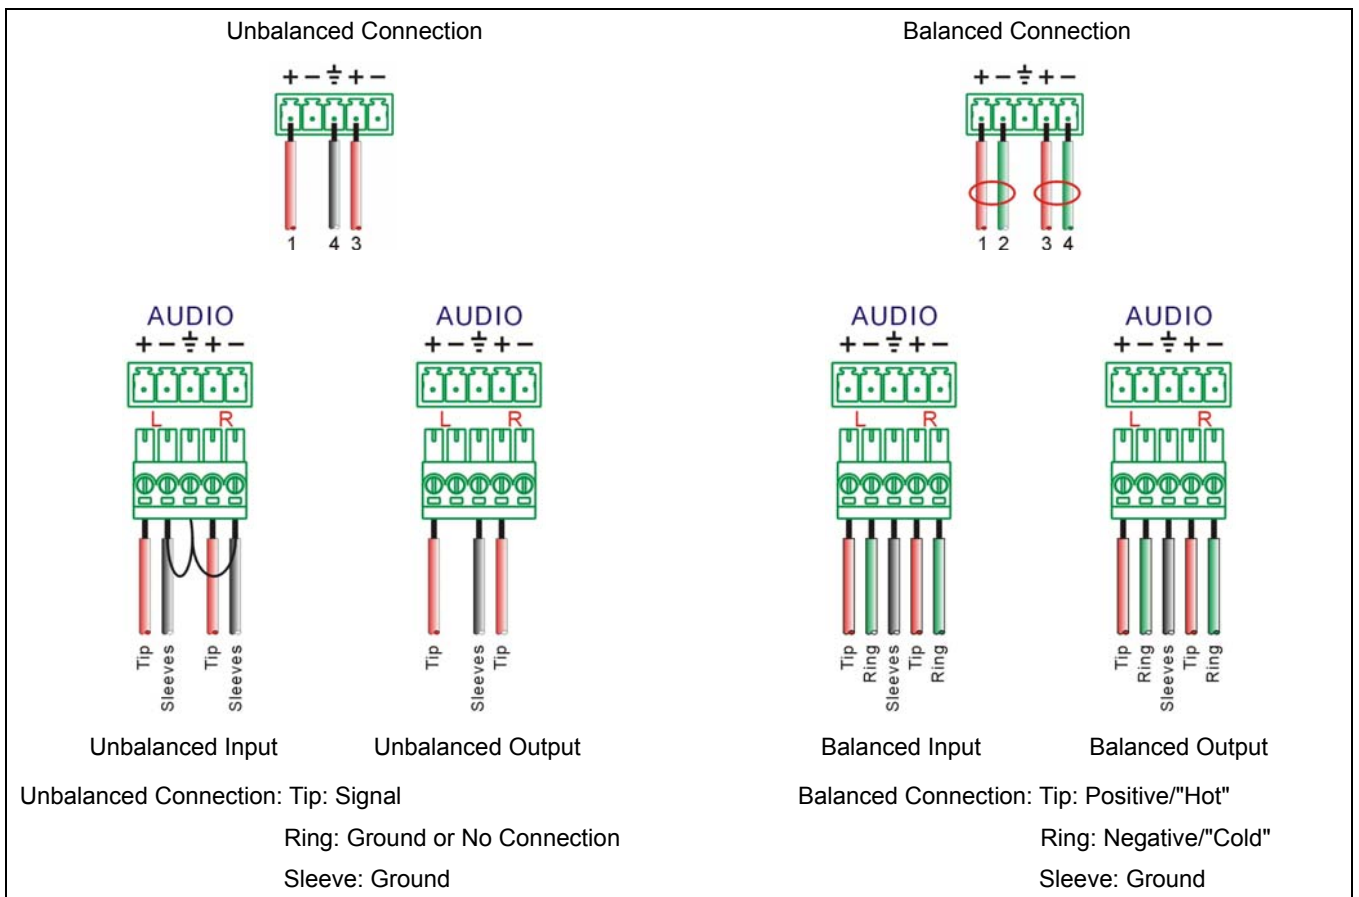 Unbalanced Connection
Balanced Connection
+ − ⏚ + −
+ − ⏚ + −
1 4 3
1 2 3 4
AUDIO
AUDIO
AUDIO
AUDIO
+ − ⏚ + −
+ − ⏚ + −
+ − ⏚ + −
+ − ⏚ + −
L R
L R
L R
L R
Tip
Sleeves
Tip
Sleeves
Tip
Sleeves
Tip
Tip
Ring
Sleeves
Tip
Ring
Tip
Ring
Sleeves
Tip
Ring
Unbalanced Input
Unbalanced Output
Balanced Input
Balanced Output
Unbalanced Connection: Tip: Signal
Ring: Ground or No Connection
Sleeve: Ground
Balanced Connection: Tip: Positive/"Hot"
Ring: Negative/"Cold"
Sleeve: Ground